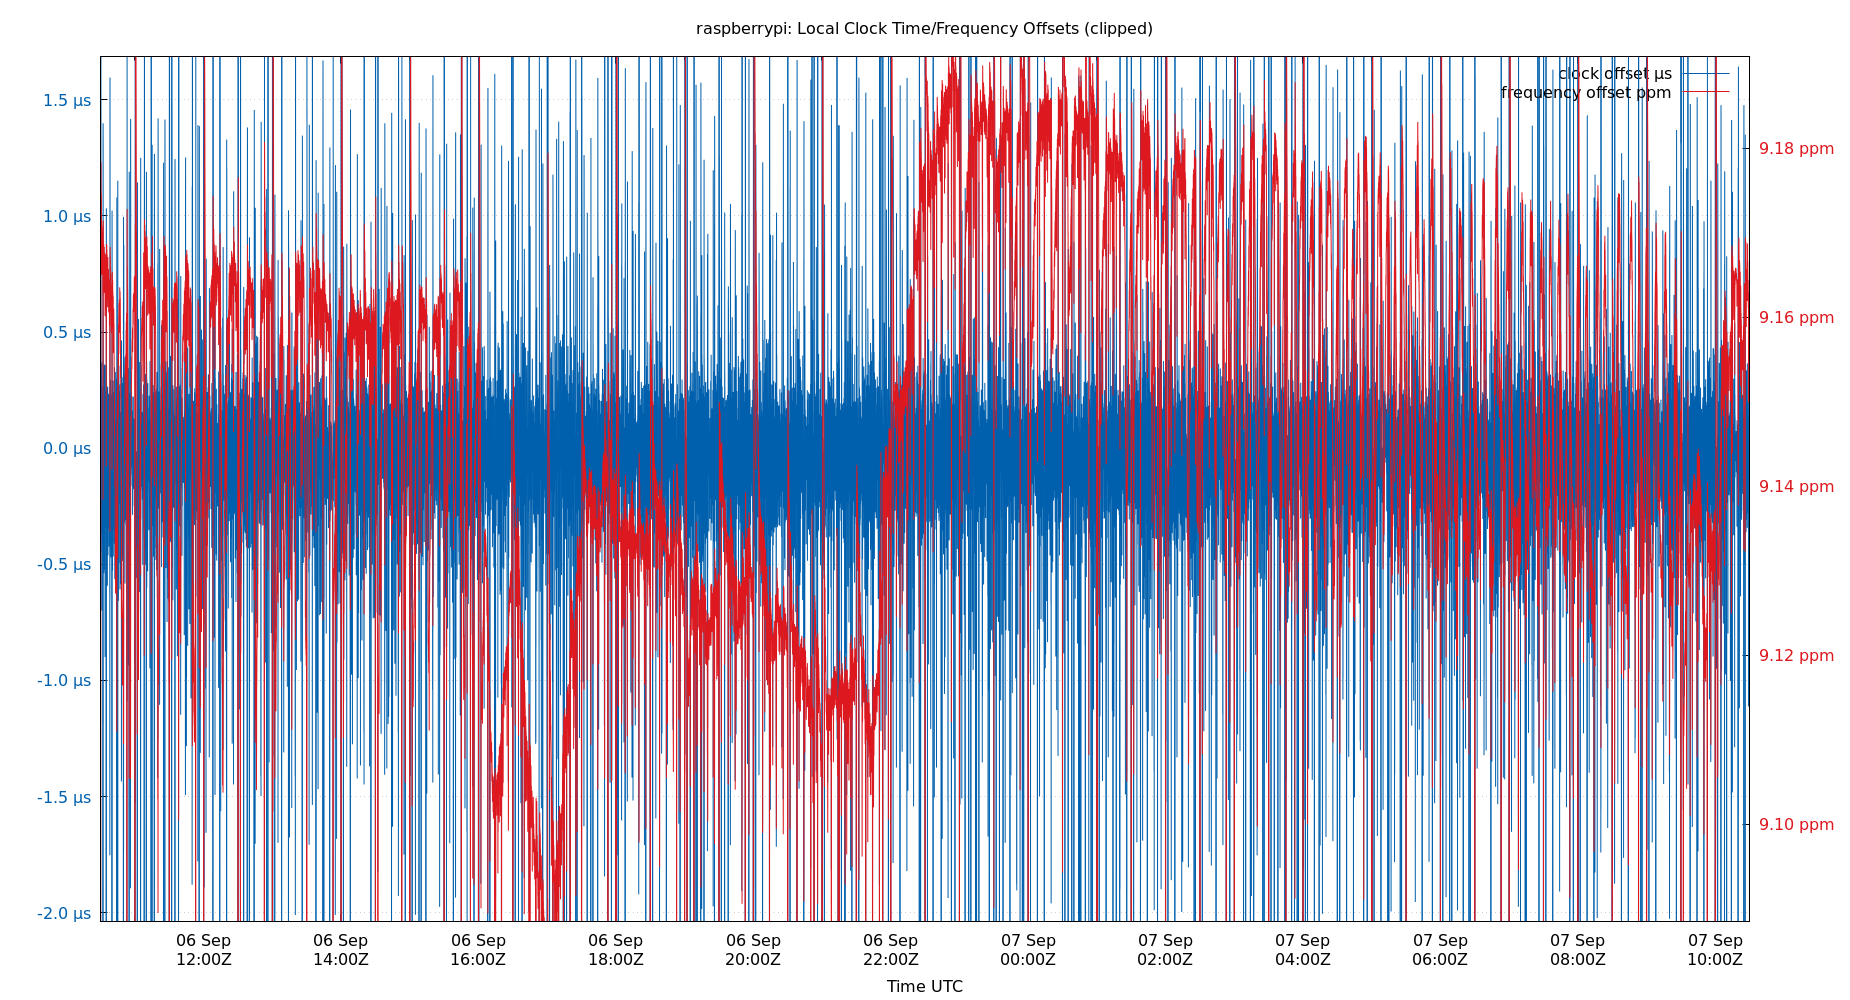 raspberrypi: Local Clock Time/Frequency Offsets (clipped)
clock offset µs
frequency offset ppm
1.5 µs
1.0 µs
0.5 µs
0.0 µs
-0.5 µs
-1.0 µs
-1.5 µs
-2.0 µs
9.18 ppm
9.16 ppm
9.14 ppm
9.12 ppm
9.10 ppm
06 Sep 06 Sep 06 Sep 06 Sep 06 Sep 06 Sep 07 Sep 07 Sep 07 Sep 07 Sep 07 Sep 07 Sep
12:00Z 14:00Z 16:00Z 18:00Z 20:00Z 22:00Z 00:00Z 02:00Z 04:00Z 06:00Z 08:00Z 10:00Z
Time UTC